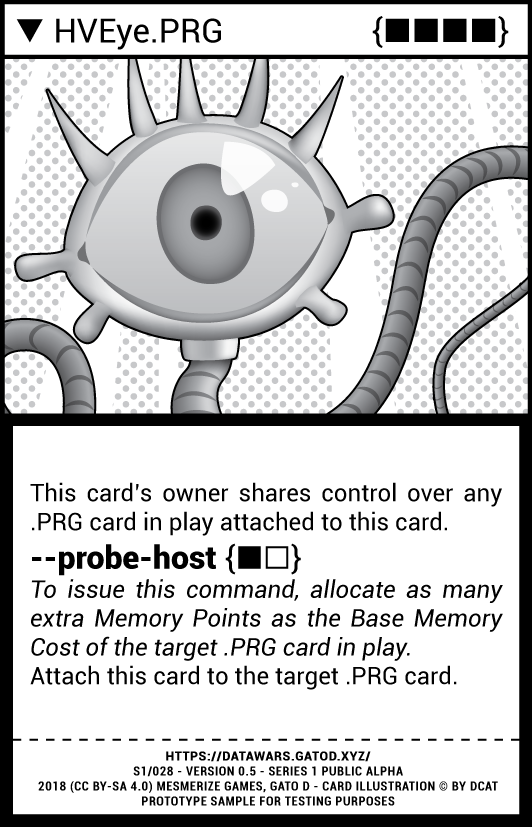 ▼ HVEye.PRG {■■■■}
This card's owner shares control over any
.PRG card in play attached to this card.
--probe-host {■□}
To issue this command, allocate as many
extra Memory Points as the Base Memory
Cost of the target .PRG card in play.
Attach this card to the target .PRG card.
HTTPS://DATAWARS.GATOD.XYZ/
S1/028 - VERSION 0.5 - SERIES 1 PUBLIC ALPHA
2018 (CC BY-SA 4.0) MESMERIZE GAMES, GATO D - CARD ILLUSTRATION © BY DCAT
PROTOTYPE SAMPLE FOR TESTING PURPOSES